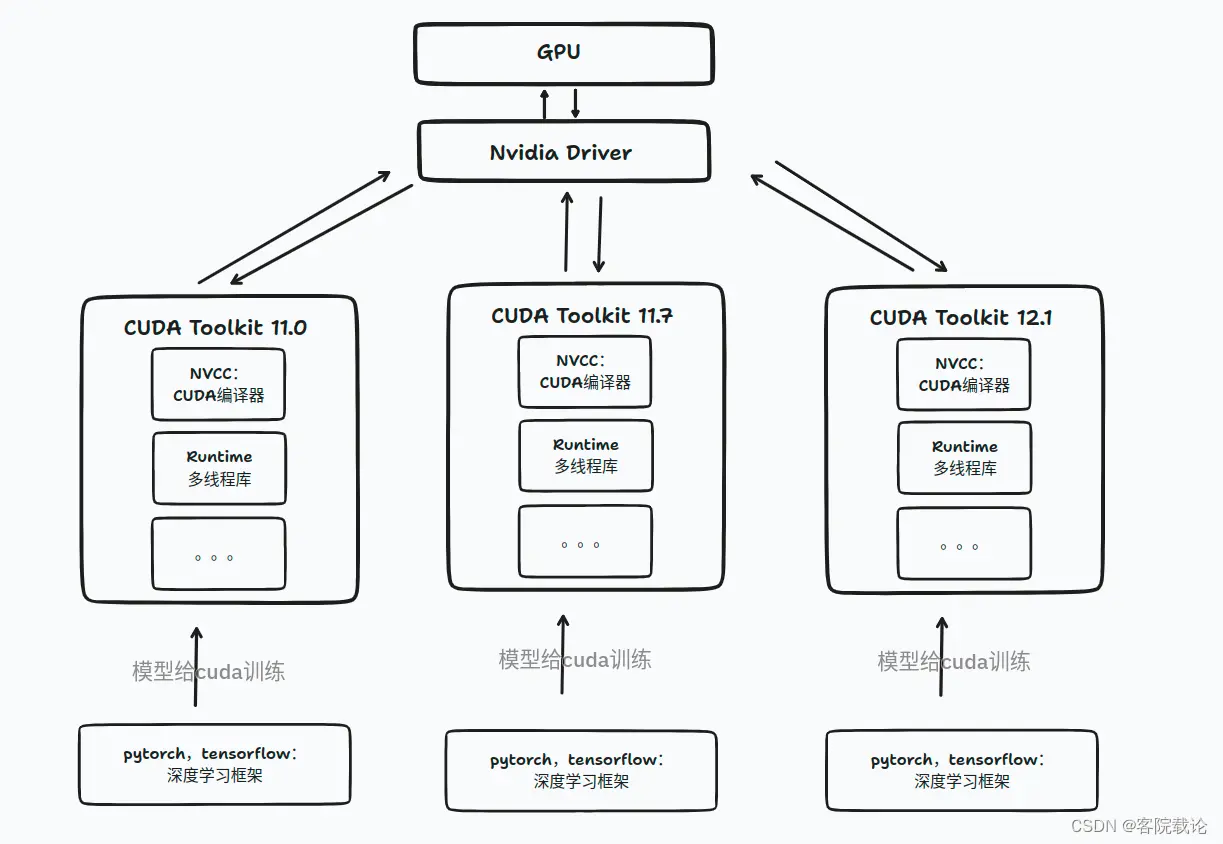 GPU
Nvidia Driver
CUDA Toolkit 11.0
NVCC：
CUDA编译器
Runtime
多线程库
。。。
模型给cuda训练
pytorch，tensorflow：
深度学习框架
CUDA Toolkit 11.7
NVCC：
CUDA编译器
Runtime
多线程库
。。。
模型给cuda训练
pytorch，tensorflow：
深度学习框架
CUDA Toolkit 12.1
NVCC：
CUDA编译器
Runtime
多线程库
。。。
模型给cuda训练
pytorch，tensorflow：
深度学习框架
CSDN @客院载论